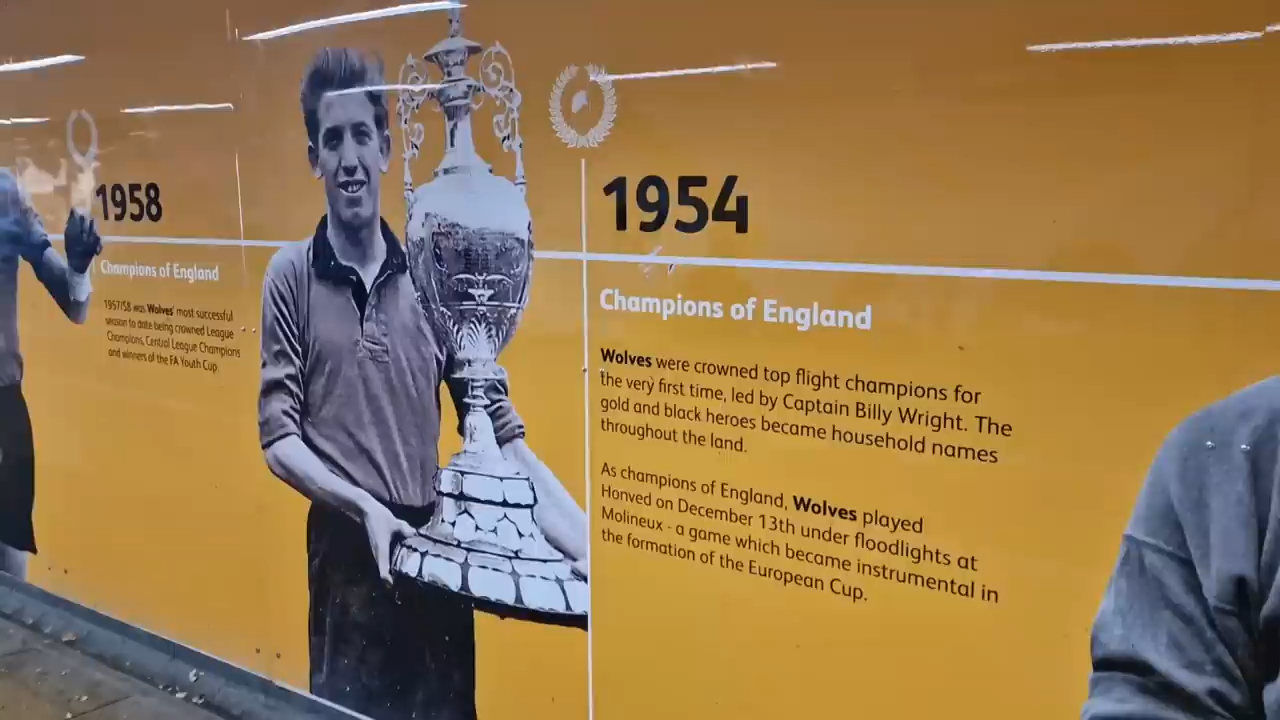 1958
Champions of England
1957/58 was Wolves' most successful
season to date being crowned League
Champions, Central League Champions
and winners of the FA Youth Cup
1954
Champions of England
Wolves were crowned top flight champions for
the very first time, led by Captain Billy Wright. The
gold and black heroes became household names
throughout the land.
As champions of England, Wolves played
Honved on December 13th under floodlights at
Molineux - a game which became instrumental in
the formation of the European Cup.